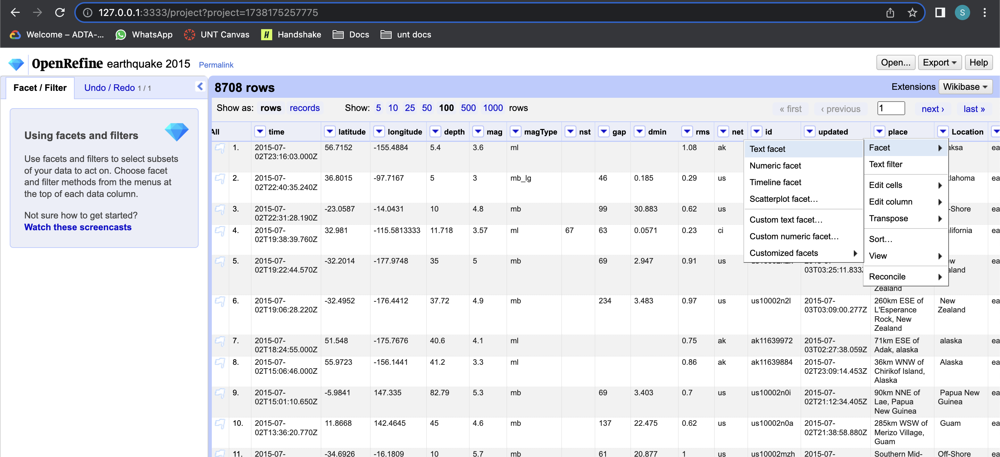 127.0.0.1:3333/project?project=1738175257775
S
Welcome – ADTA-... WhatsApp UNT Canvas Handshake Docs unt docs
OpenRefine earthquake 2015 Permalink
Open... Export Help
Facet / Filter Undo / Redo 1 / 1
8708 rows
Extensions Wikibase
Show as: rows records Show: 5 10 25 50 100 500 1000 rows
« first ‹ previous 1 next › last »
Using facets and filters
Use facets and filters to select subsets
of your data to act on. Choose facet
and filter methods from the menus at
the top of each data column.
Not sure how to get started?
Watch these screencasts
All time latitude longitude depth mag magType nst gap dmin rms net id updated place Location
1. 2015-07- 56.7152 -155.4884 5.4 3.6 ml 1.08 ak
02T23:16:03.000Z
2. 2015-07- 36.8015 -97.7167 5 3 mb_lg 46 0.185 0.29 us
02T22:40:35.240Z
3. 2015-07- -23.0587 -14.0431 10 4.8 mb 99 30.883 0.62 us -Shore ea
02T22:31:28.190Z
4. 2015-07- 32.981 -115.5813333 11.718 3.57 ml 67 63 0.0571 0.23 ci
02T19:38:39.760Z
5. 2015-07- -32.2014 -177.9748 35 5 mb 69 2.947 0.91 us
02T19:22:44.570Z 03T03:25:11.833
Zealand
Text facet
Numeric facet
Timeline facet
Scatterplot facet…
Custom text facet…
Custom numeric facet…
Customized facets
Facet
Text filter
Edit cells
Edit column
Transpose
Sort…
View
Reconcile
6. 2015-07- -32.4952 -176.4412 37.72 4.9 mb 234 3.483 0.97 us us10002n2l 2015-07- 260km ESE of New ea
02T19:06:28.220Z 03T03:09:00.277Z L'Esperance Zealand
Rock, New
Zealand
7. 2015-07- 51.548 -175.7676 40.6 4.1 ml 0.75 ak ak11639972 2015-07- 71km ESE of alaska ea
02T18:24:55.000Z 03T02:27:38.059Z Adak, alaska
8. 2015-07- 55.9723 -156.1441 41.2 3.3 ml 0.86 ak ak11639884 2015-07- 36km WNW of Alaska ea
02T15:06:46.000Z 02T23:09:14.453Z Chirikof Island,
Alaska
9. 2015-07- -5.9841 147.335 82.79 5.3 mb 69 3.403 0.7 us us10002n0i 2015-07- 90km NNE of Papua New ea
02T15:01:10.650Z 02T21:12:34.405Z Lae, Papua Guinea
New Guinea
10. 2015-07- 11.8668 142.4645 45 4.6 mb 137 22.475 0.62 us us10002n0a 2015-07- 285km WSW of Guam ea
02T13:36:20.770Z 02T21:38:58.880Z Merizo Village,
Guam
11. 2015-07- -34.6926 -16.1809 10 5.7 mb 61 20.877 1 us us10002mzh 2015-07- Southern Mid- Off-Shore ea